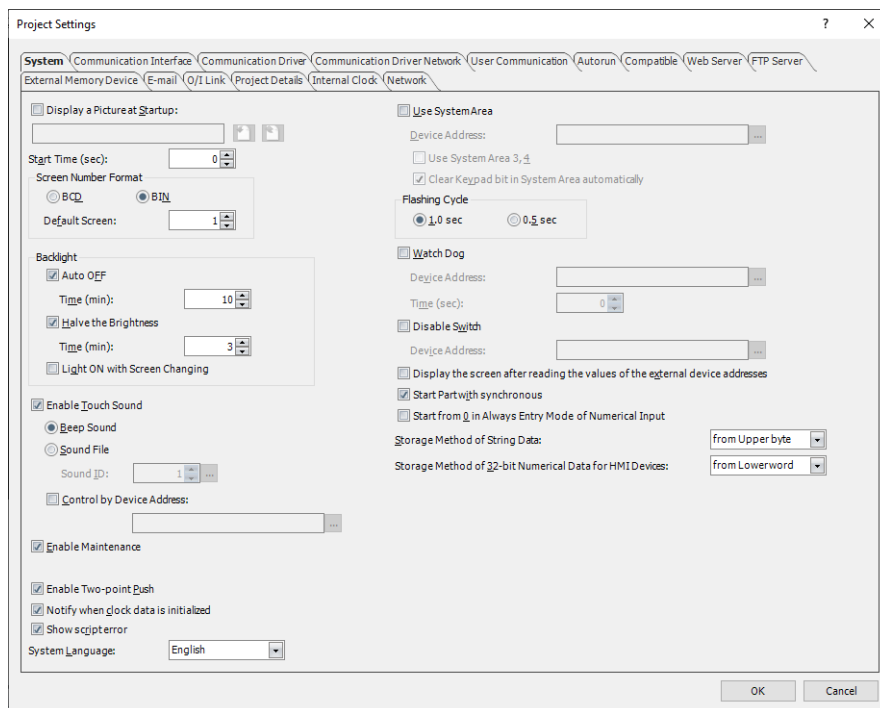 Project Settings
?
System Communication Interface Communication Driver Communication Driver Network User Communication Autorun Compatible Web Server FTP Server
External Memory Device E-mail O/I Link Project Details Internal Clock Network
Display a Picture at Startup:
Start Time (sec): 0
Screen Number Format
BCD BIN
Default Screen: 1
Backlight
Auto OFF
Time (min): 10
Halve the Brightness
Time (min): 3
Light ON with Screen Changing
Enable Touch Sound
Beep Sound
Sound File
Sound ID: 1 ...
Control by Device Address:
...
Enable Maintenance
Enable Two-point Push
Notify when clock data is initialized
Show script error
System Language: English
Use System Area
Device Address: ...
Use System Area 3, 4
Clear Keypad bit in System Area automatically
Flashing Cycle
1.0 sec 0.5 sec
Watch Dog
Device Address: ...
Time (sec): 0
Disable Switch
Device Address: ...
Display the screen after reading the values of the external device addresses
Start Part with synchronous
Start from 0 in Always Entry Mode of Numerical Input
Storage Method of String Data: from Upper byte
Storage Method of 32-bit Numerical Data for HMI Devices: from Lower word
OK Cancel